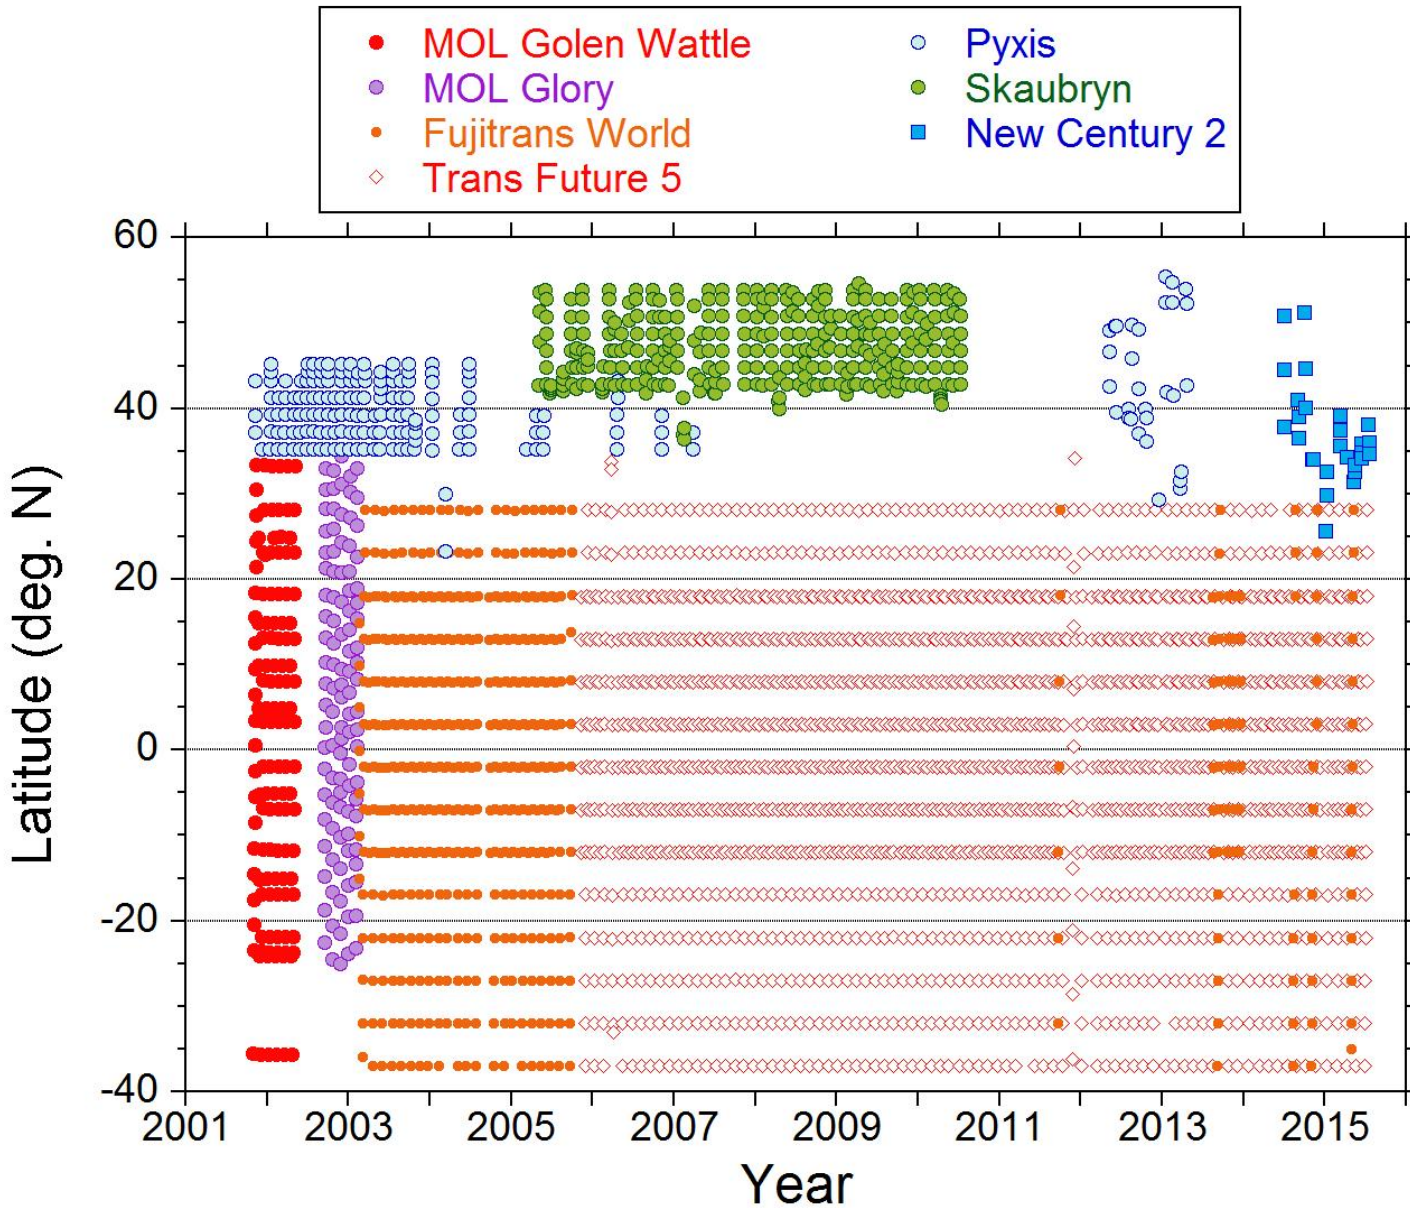 MOL Golen Wattle
MOL Glory
Fujitrans World
Trans Future 5
Pyxis
Skaubryn
New Century 2
60
40
20
0
-20
-40
Latitude (deg. N)
2001 2003 2005 2007 2009 2011 2013 2015
Year